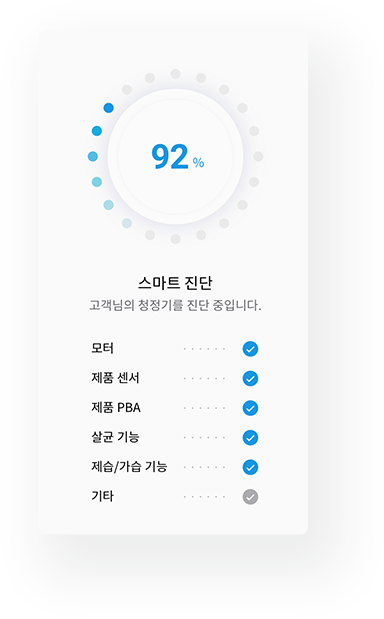 92 %
스마트 진단
고객님의 청정기를 진단 중입니다.
모터
제품 센서
제품 PBA
살균 기능
제습/가습 기능
기타